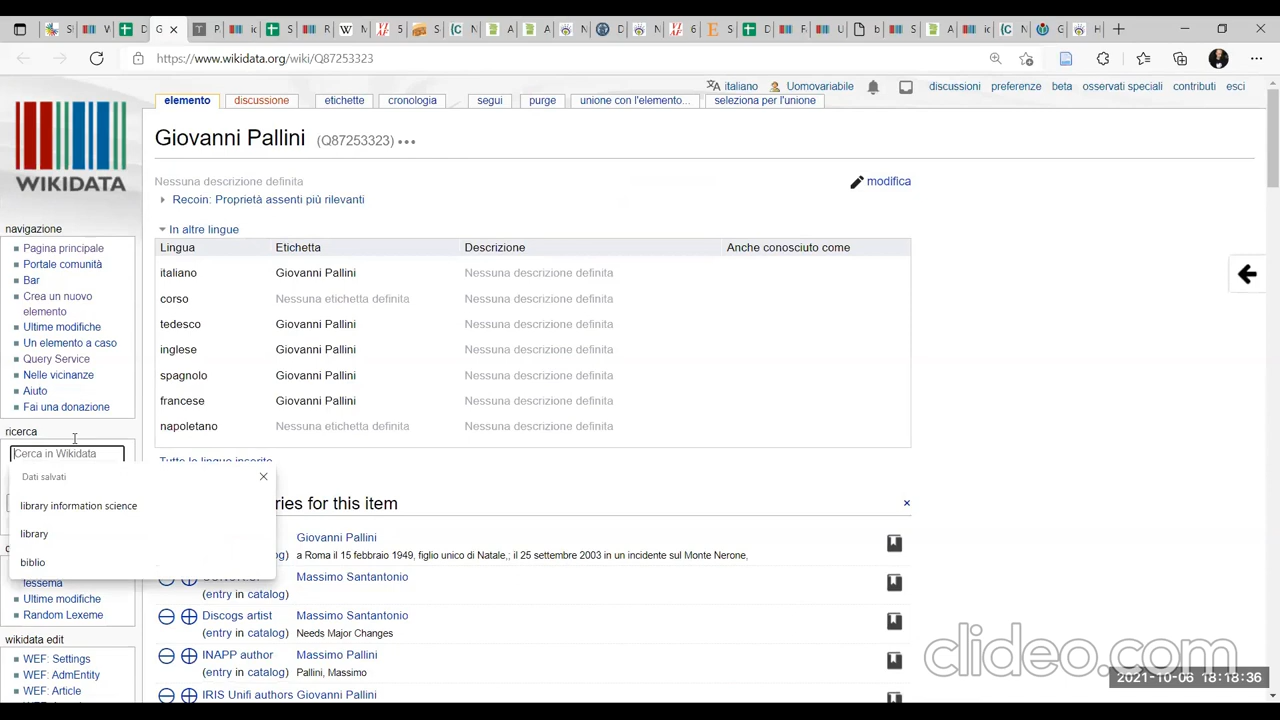 https://www.wikidata.org/wiki/Q87253323
italiano Uomovariabile discussioni preferenze beta osservati speciali contributi esci
elemento discussione etichette cronologia segui purge unione con l'elemento... seleziona per l'unione
WIKIDATA
Giovanni Pallini (Q87253323)
Nessuna descrizione definita
modifica
Recoin: Proprietà assenti più rilevanti
In altre lingue
Lingua Etichetta Descrizione Anche conosciuto come
italiano Giovanni Pallini Nessuna descrizione definita
corso Nessuna etichetta definita Nessuna descrizione definita
tedesco Giovanni Pallini Nessuna descrizione definita
inglese Giovanni Pallini Nessuna descrizione definita
spagnolo Giovanni Pallini Nessuna descrizione definita
francese Giovanni Pallini Nessuna descrizione definita
napoletano Nessuna etichetta definita Nessuna descrizione definita
Tutte le lingue inserite
navigazione
Pagina principale
Portale comunità
Bar
Crea un nuovo
elemento
Ultime modifiche
Un elemento a caso
Query Service
Nelle vicinanze
Aiuto
Fai una donazione
ricerca
Cerca in Wikidata
Dati salvati
library information science
library
biblio
lessema
Ultime modifiche
Random Lexeme
wikidata edit
WEF: Settings
WEF: AdmEntity
WEF: Article
ries for this item
Giovanni Pallini
a Roma il 15 febbraio 1949, figlio unico di Natale,; il 25 settembre 2003 in un incidente sul Monte Nerone,
Massimo Santantonio
(entry in catalog)
Discogs artist Massimo Santantonio
(entry in catalog) Needs Major Changes
INAPP author Massimo Pallini
(entry in catalog) Pallini, Massimo
IRIS Unifi authors Giovanni Pallini
clideo.com
2021-10-06 18:18:36